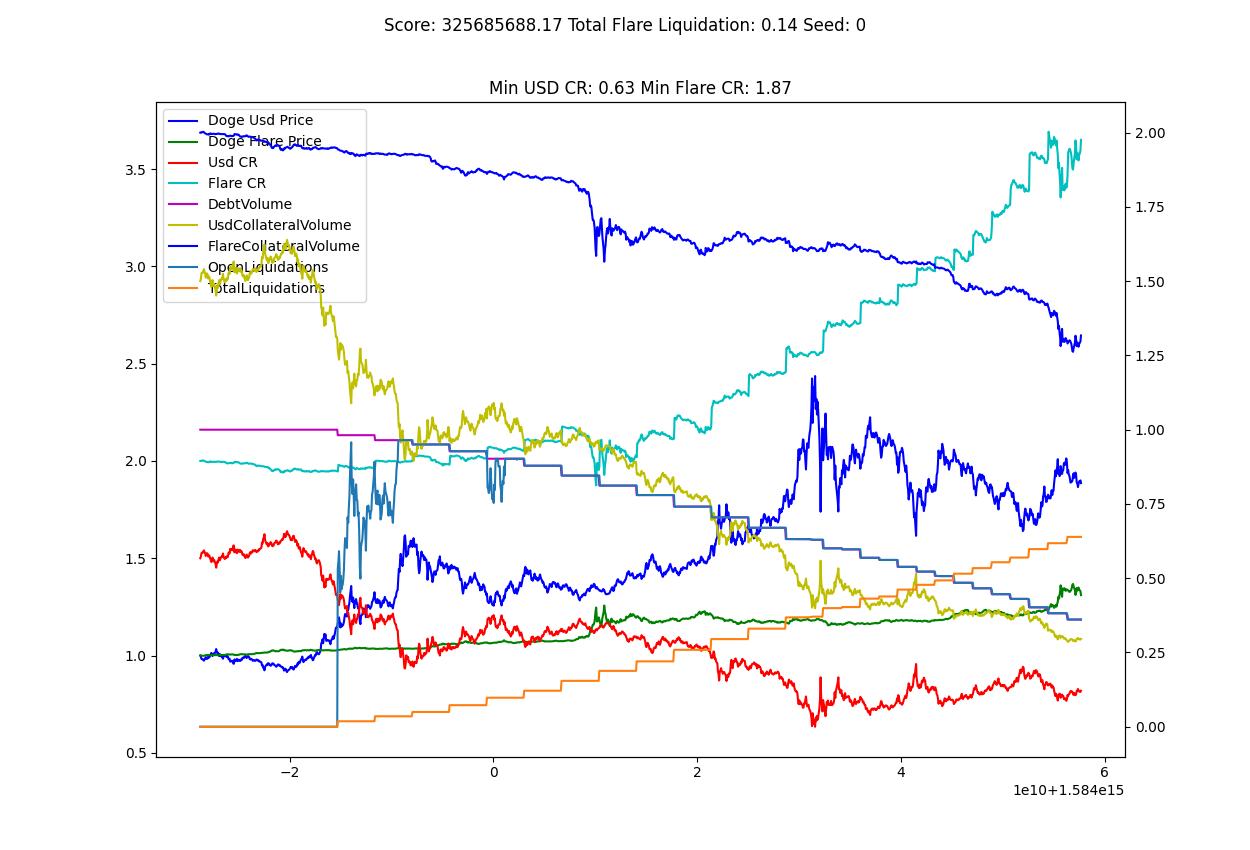 Score: 325685688.17 Total Flare Liquidation: 0.14 Seed: 0
Min USD CR: 0.63 Min Flare CR: 1.87
Doge Usd Price
Doge Flare Price
Usd CR
Flare CR
DebtVolume
UsdCollateralVolume
FlareCollateralVolume
OpenLiquidations
TotalLiquidations
3.5
3.0
2.5
2.0
1.5
1.0
0.5
2.00
1.75
1.50
1.25
1.00
0.75
0.50
0.25
0.00
−2
0
2
4
6
1e10+1.584e15